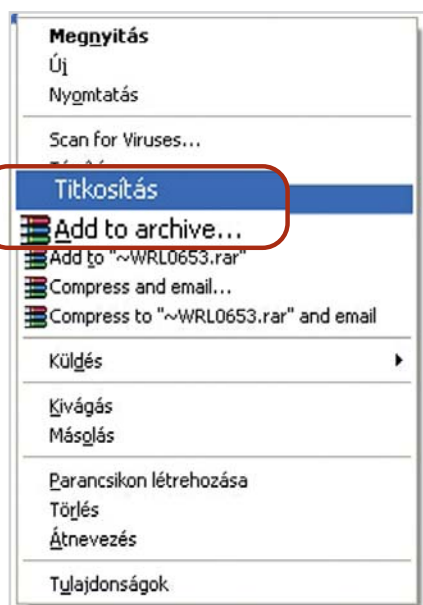 Megnyitás
Új
Nyomtatás
Scan for Viruses...
Titkosítás
Add to archive...
Add to "~WRL0653.rar"
Compress and email...
Compress to "~WRL0653.rar" and email
Küldés
Kivágás
Másolás
Parancsikon létrehozása
Törlés
Átnevezés
Tulajdonságok